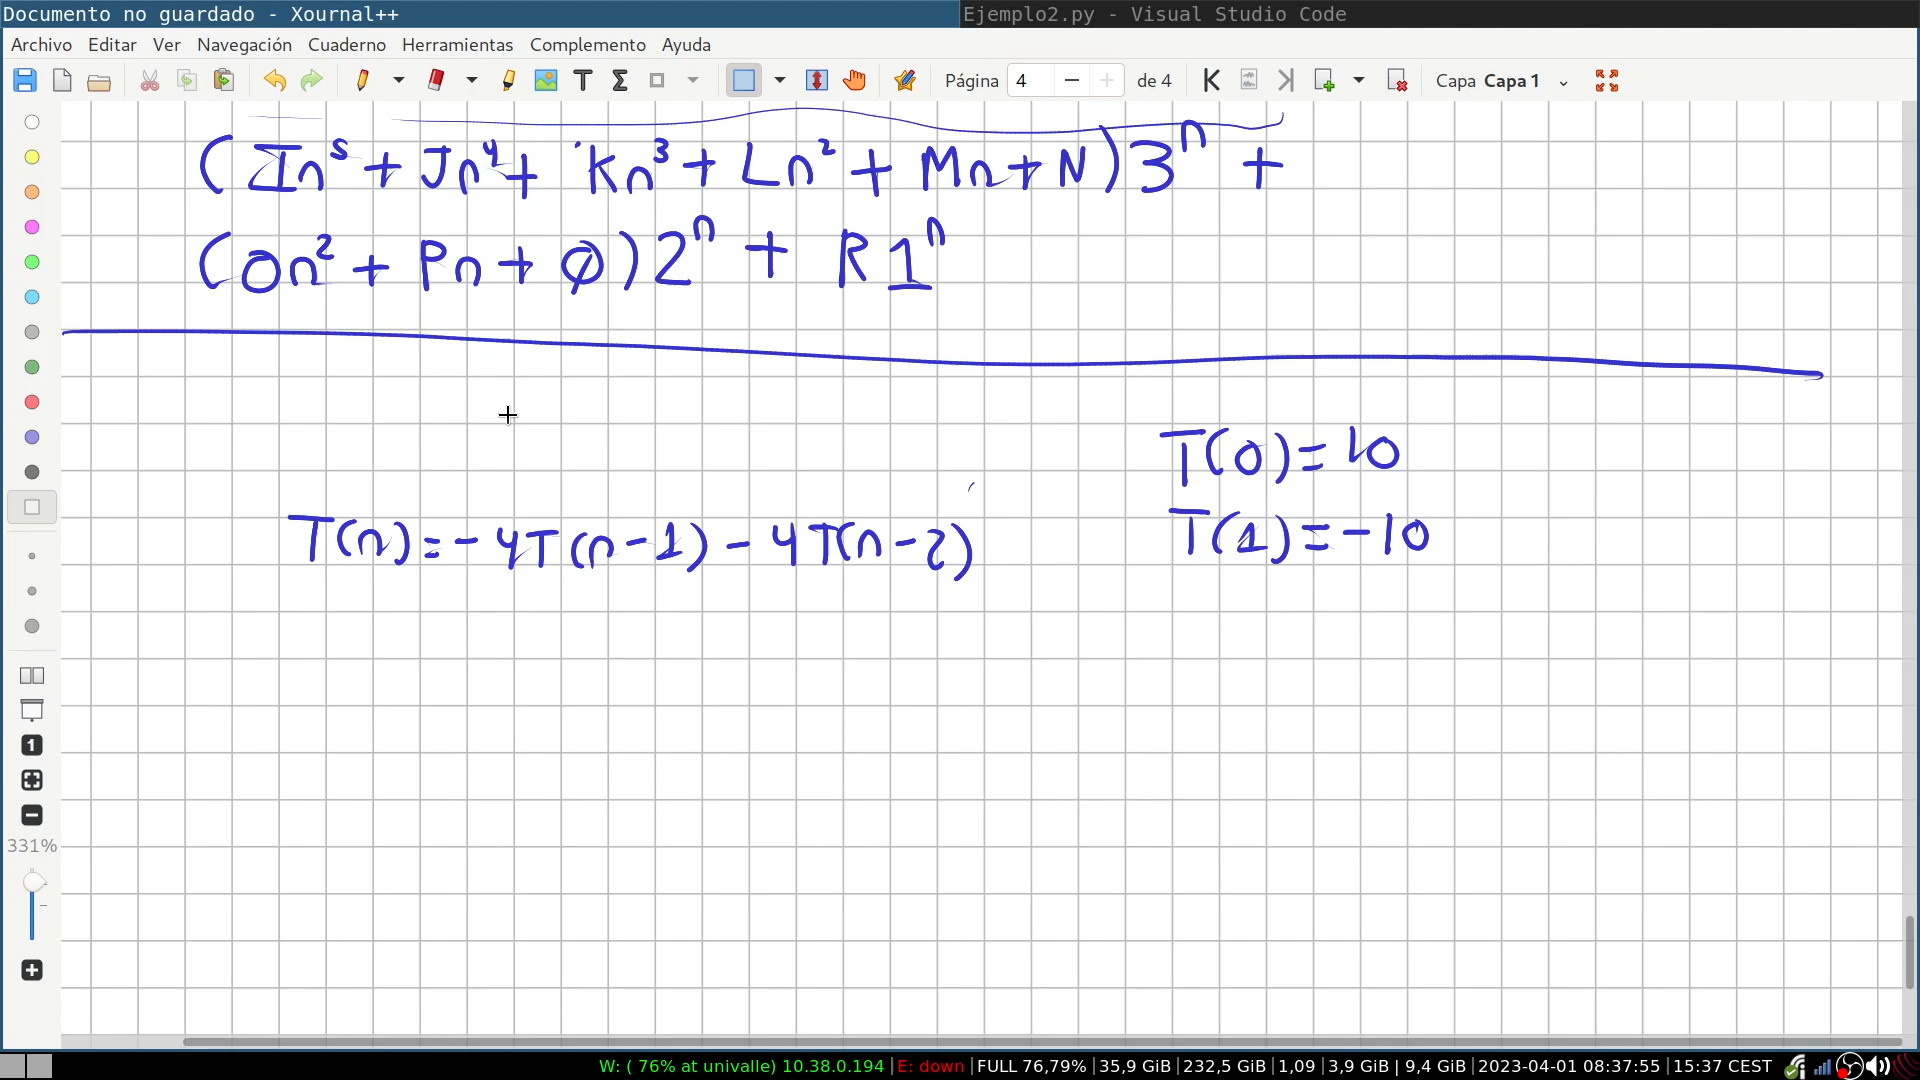 Documento no guardado - Xournal++
Ejemplo2.py - Visual Studio Code
Archivo Editar Ver Navegación Cuaderno Herramientas Complemento Ayuda
Página 4 de 4 Capa Capa 1
(In⁵ + Jn⁴ + Kn³ + Ln² + Mn + N)3ⁿ +
(On² + Pn + Q)2ⁿ + R1ⁿ
T(0) = 10
T(n) = -4T(n-1) - 4T(n-2)
T(1) = -10
331%
W: ( 76% at univalle) 10.38.0.194 |E: down |FULL 76,79% |35,9 GiB |232,5 GiB |1,09 |3,9 GiB | 9,4 GiB |2023-04-01 08:37:55 |15:37 CEST